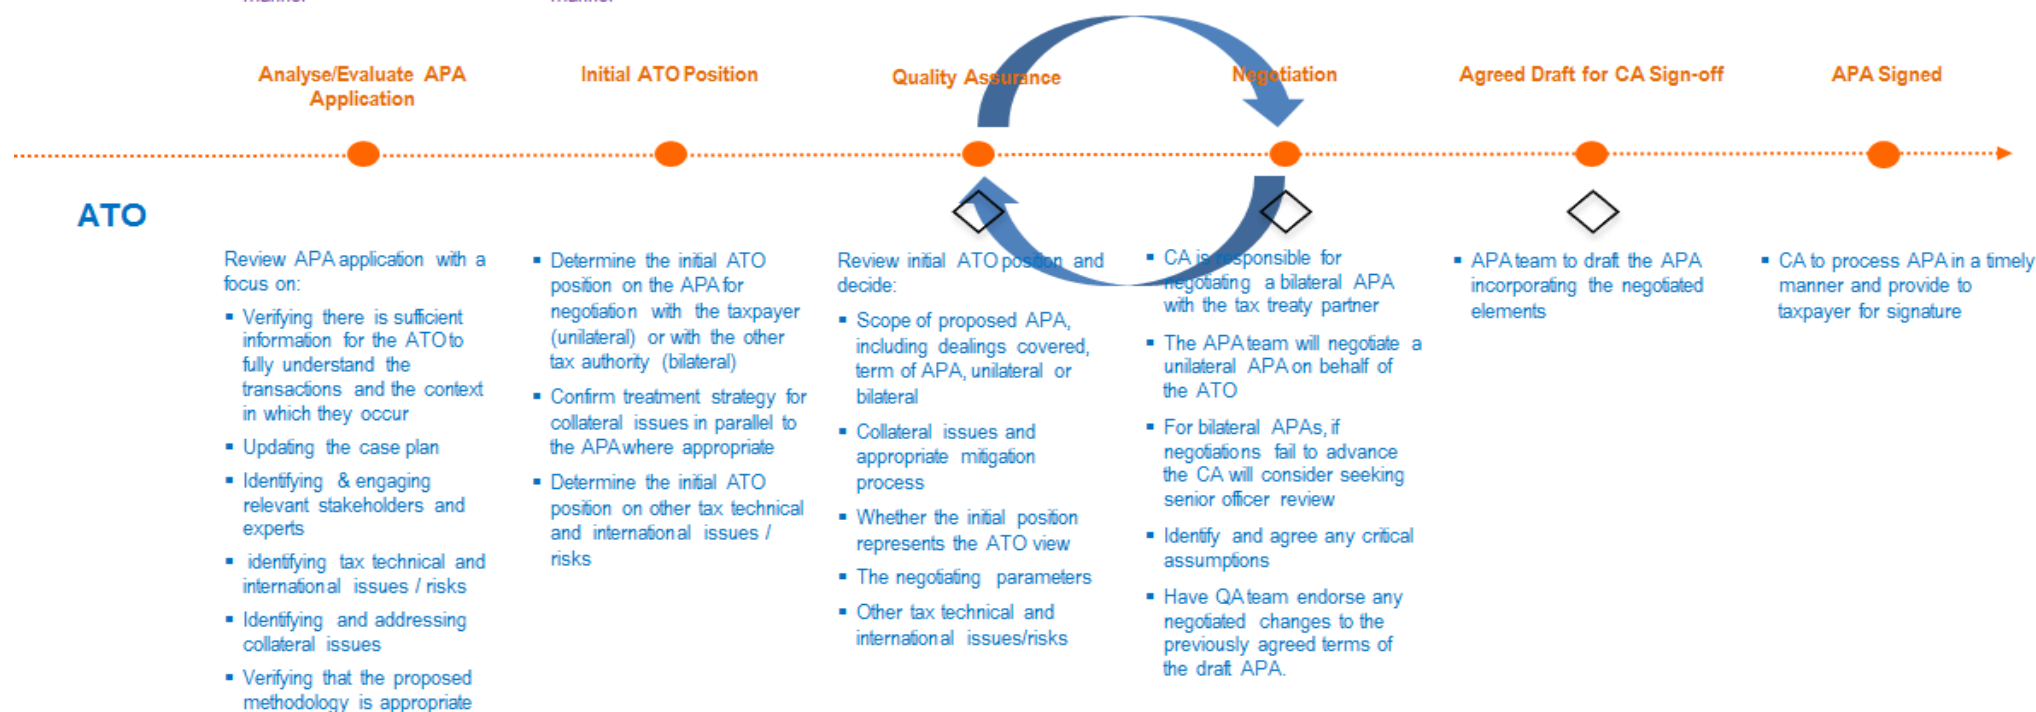 Analyse/Evaluate APA
Application
Initial ATO Position
Quality Assurance
Negotiation
Agreed Draft for CA Sign-off
APA Signed
ATO
Review APA application with a
focus on:
▪ Verifying there is sufficient
information for the ATO to
fully understand the
transactions and the context
in which they occur
▪ Updating the case plan
▪ Identifying & engaging
relevant stakeholders and
experts
▪ identifying tax technical and
international issues / risks
▪ Identifying and addressing
collateral issues
▪ Verifying that the proposed
methodology is appropriate
▪ Determine the initial ATO
position on the APA for
negotiation with the taxpayer
(unilateral) or with the other
tax authority (bilateral)
▪ Confirm treatment strategy for
collateral issues in parallel to
the APA where appropriate
▪ Determine the initial ATO
position on other tax technical
and international issues /
risks
Review initial ATO position and
decide:
▪ Scope of proposed APA,
including dealings covered,
term of APA, unilateral or
bilateral
▪ Collateral issues and
appropriate mitigation
process
▪ Whether the initial position
represents the ATO view
▪ The negotiating parameters
▪ Other tax technical and
international issues/risks
▪ CA is responsible for
negotiating a bilateral APA
with the tax treaty partner
▪ The APA team will negotiate a
unilateral APA on behalf of
the ATO
▪ For bilateral APAs, if
negotiations fail to advance
the CA will consider seeking
senior officer review
▪ Identify and agree any critical
assumptions
▪ Have QA team endorse any
negotiated changes to the
previously agreed terms of
the draft APA.
▪ APA team to draft the APA
incorporating the negotiated
elements
▪ CA to process APA in a timely
manner and provide to
taxpayer for signature